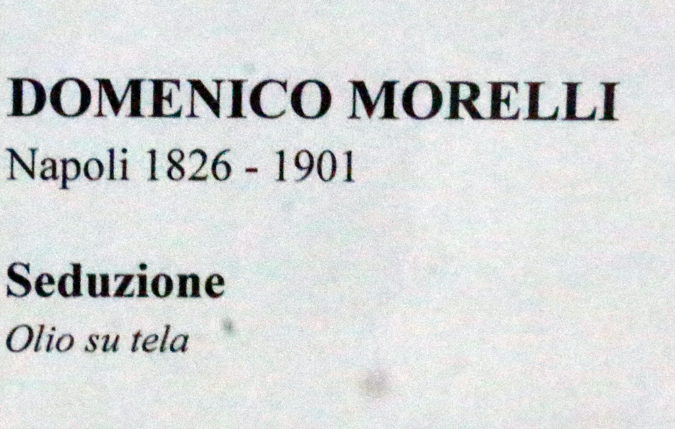 DOMENICO MORELLI
Napoli 1826 - 1901
Seduzione
Olio su tela